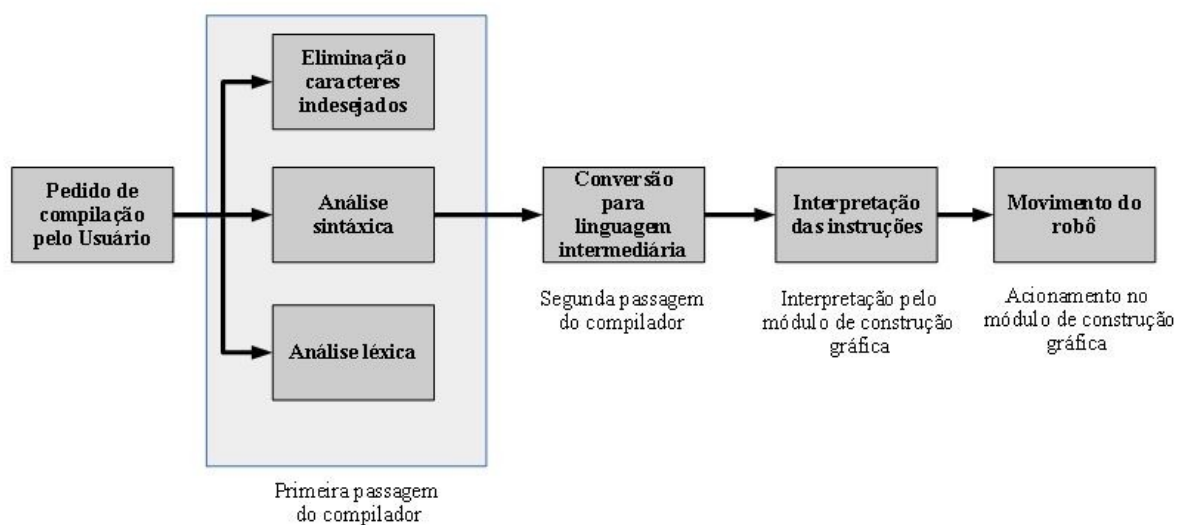 Eliminação
caracteres
indesejados
Pedido de
compilação
pelo Usuário
Análise
sintáxica
Conversão
para
linguagem
intermediária
Interpretação
das instruções
Movimento do
robô
Segunda passagem
do compilador
Interpretação pelo
módulo de construção
gráfica
Acionamento no
módulo de construção
gráfica
Análise léxica
Primeira passagem
do compilador